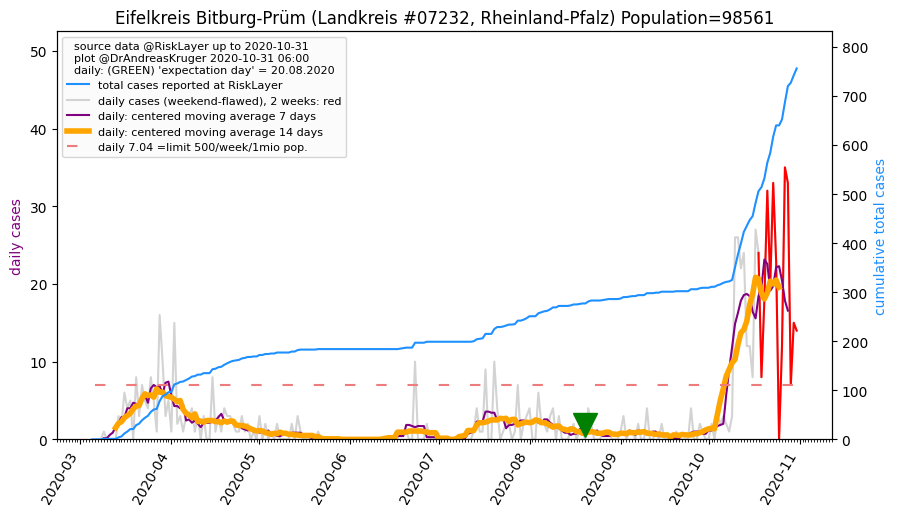 Eifelkreis Bitburg-Prüm (Landkreis #07232, Rheinland-Pfalz) Population=98561
source data @RiskLayer up to 2020-10-31
plot @DrAndreasKruger 2020-10-31 06:00
daily: (GREEN) 'expectation day' = 20.08.2020
total cases reported at RiskLayer
daily cases (weekend-flawed), 2 weeks: red
daily: centered moving average 7 days
daily: centered moving average 14 days
daily 7.04 =limit 500/week/1mio pop.
daily cases
50
40
30
20
10
0
cumulative total cases
800
700
600
500
400
300
200
100
0
2020-03
2020-04
2020-05
2020-06
2020-07
2020-08
2020-09
2020-10
2020-11